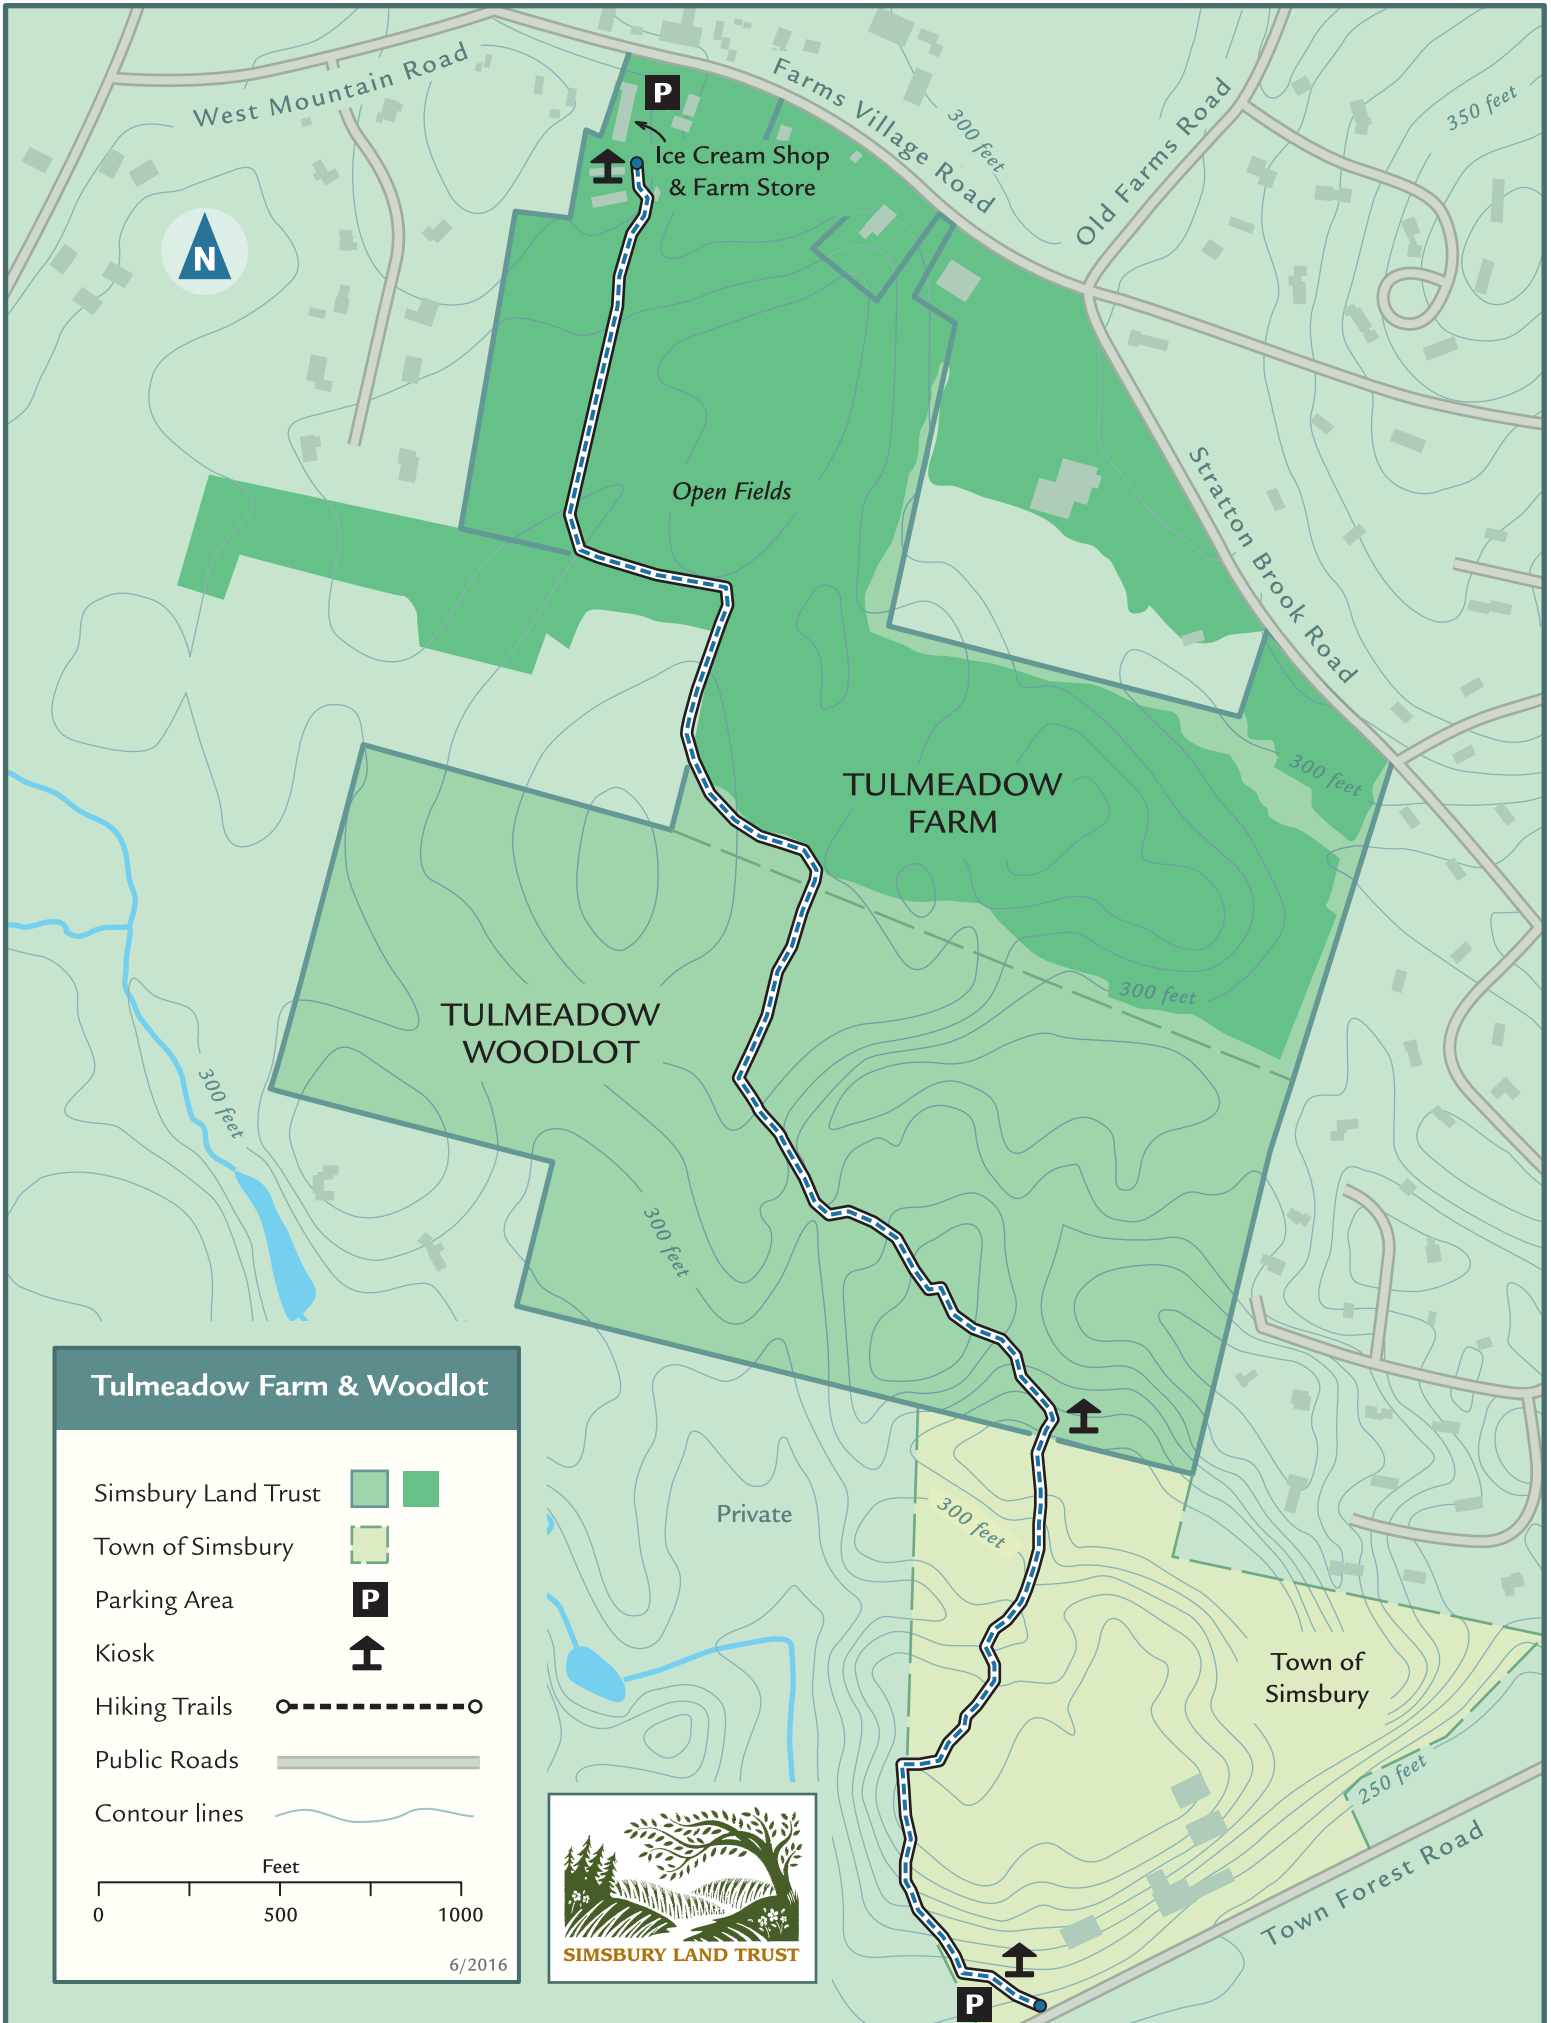 West Mountain Road
P
Farms Village Road
300 feet
Old Farms Road
350 feet
Ice Cream Shop
& Farm Store
N
Stratton Brook Road
Open Fields
300 feet
TULMEADOW
FARM
300 feet
TULMEADOW
WOODLOT
300 feet
300 feet
Tulmeadow Farm & Woodlot
Simsbury Land Trust
Town of Simsbury
Parking Area
P
Kiosk
Hiking Trails
Public Roads
Contour lines
Feet
0 500 1000
6/2016
Private
300 feet
Town of
Simsbury
250 feet
Town Forest Road
SIMSBURY LAND TRUST
P